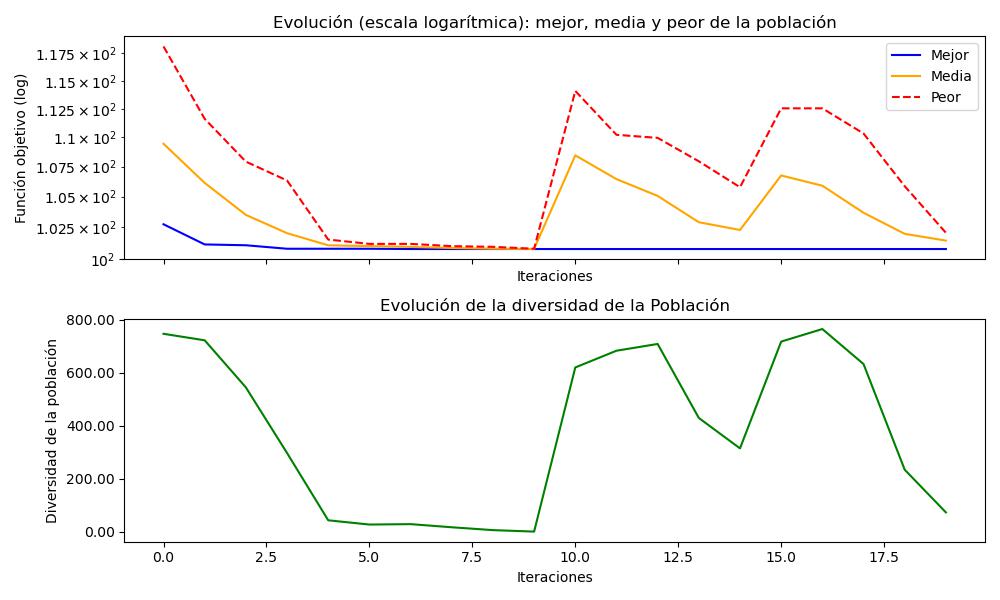 Evolución (escala logarítmica): mejor, media y peor de la población
Función objetivo (log)
1.175 × 10²
1.15 × 10²
1.125 × 10²
1.1 × 10²
1.075 × 10²
1.05 × 10²
1.025 × 10²
10²
Mejor
Media
Peor
Iteraciones
Evolución de la diversidad de la Población
Diversidad de la población
800.00
600.00
400.00
200.00
0.00
0.0 2.5 5.0 7.5 10.0 12.5 15.0 17.5
Iteraciones